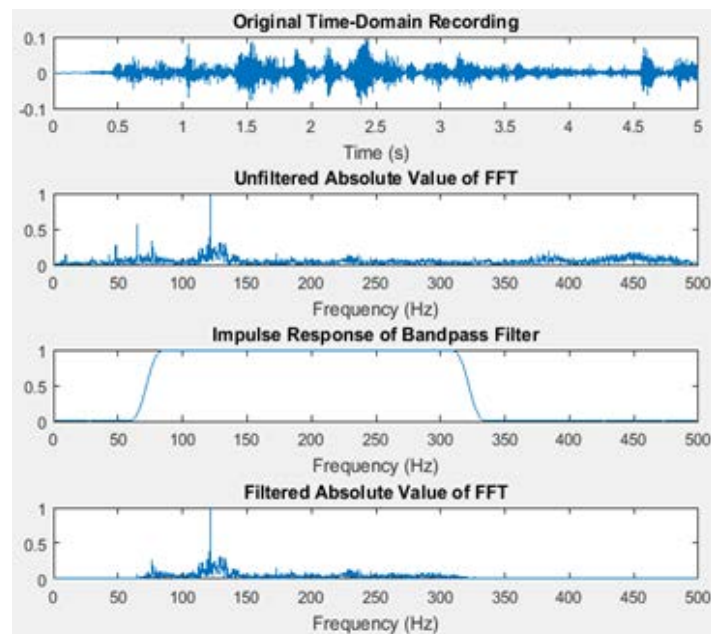 Original Time-Domain Recording
0.1
0
-0.1
0 0.5 1 1.5 2 2.5 3 3.5 4 4.5 5
Time (s)
Unfiltered Absolute Value of FFT
1
0.5
0
0 50 100 150 200 250 300 350 400 450 500
Frequency (Hz)
Impulse Response of Bandpass Filter
1
0.5
0
0 50 100 150 200 250 300 350 400 450 500
Frequency (Hz)
Filtered Absolute Value of FFT
1
0.5
0
0 50 100 150 200 250 300 350 400 450 500
Frequency (Hz)